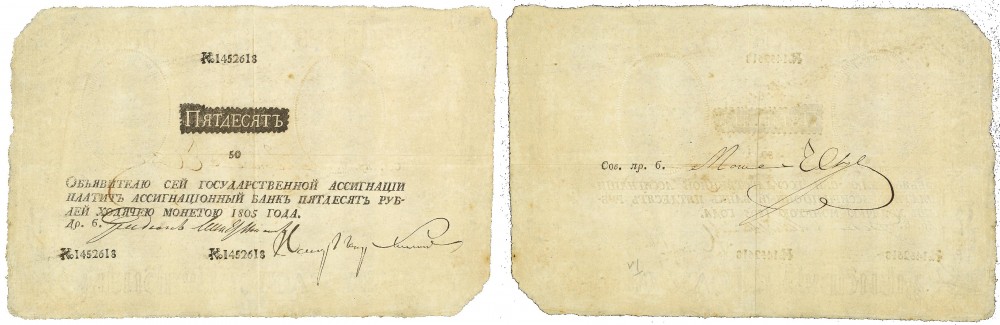 №1452618
ПЯТДЕСЯТЪ
50
ОБЪЯВИТЕЛЮ СЕЙ ГОСУДАРСТВЕННОЙ АССИГНАЦІИ
ПЛАТИТЪ АССИГНАЦІОННЫЙ БАНКЪ ПЯТДЕСЯТЪ РУБ-
ЛЕЙ ХОДЯЧЕЮ МОНЕТОЮ 1805 ГОДА.
Др. б.
№1452618 №1452618
Сов. пр. б.